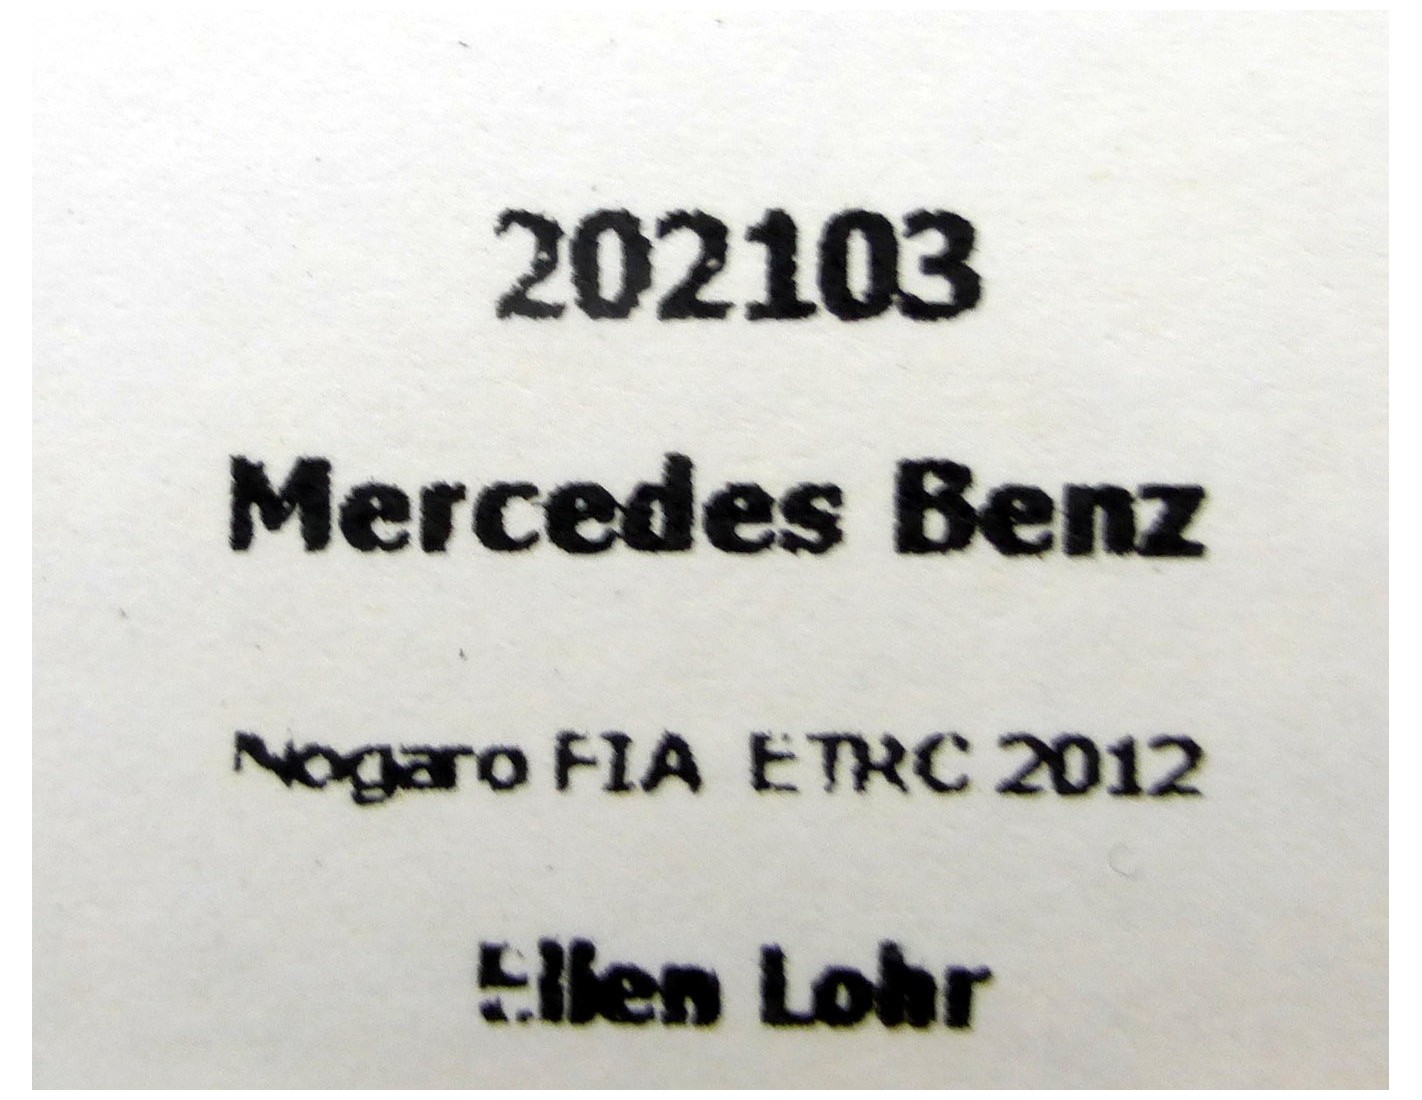 202103
Mercedes Benz
Nogaro FIA ETRC 2012
Ellen Lohr